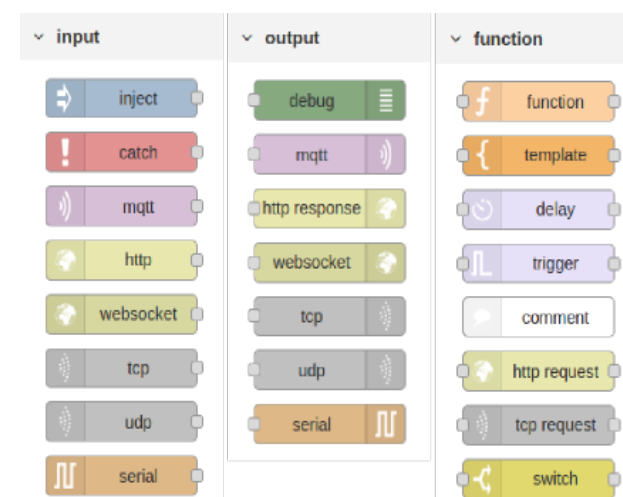 input
inject
catch
mqtt
http
websocket
tcp
udp
serial
output
debug
mqtt
http response
websocket
tcp
udp
serial
function
function
template
delay
trigger
comment
http request
tcp request
switch